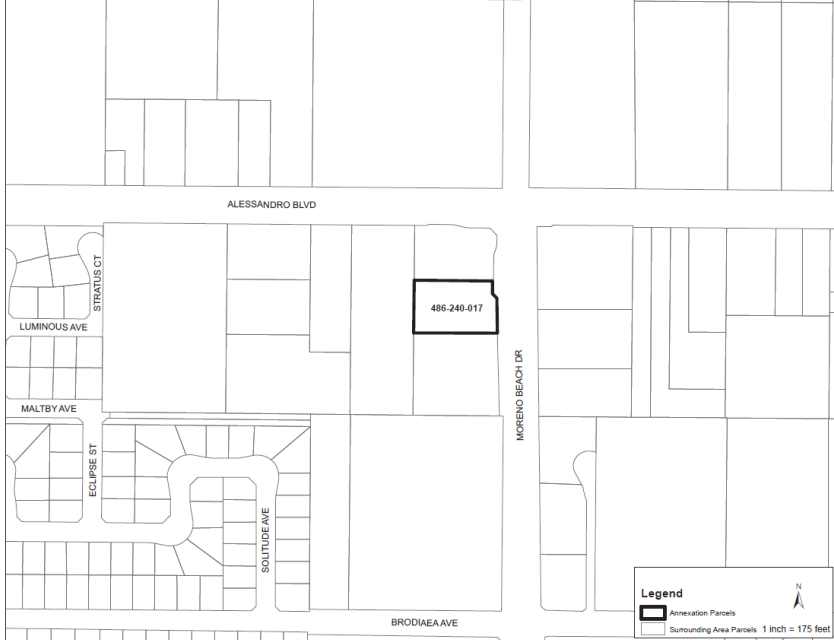 ALESSANDRO BLVD
STRATUS CT
486-240-017
LUMINOUS AVE
MORENO BEACH DR
MALTBY AVE
ECLIPSE ST
SOLITUDE AVE
BRODIAEA AVE
Legend
N
Annexation Parcels
Surrounding Area Parcels 1 inch = 175 feet